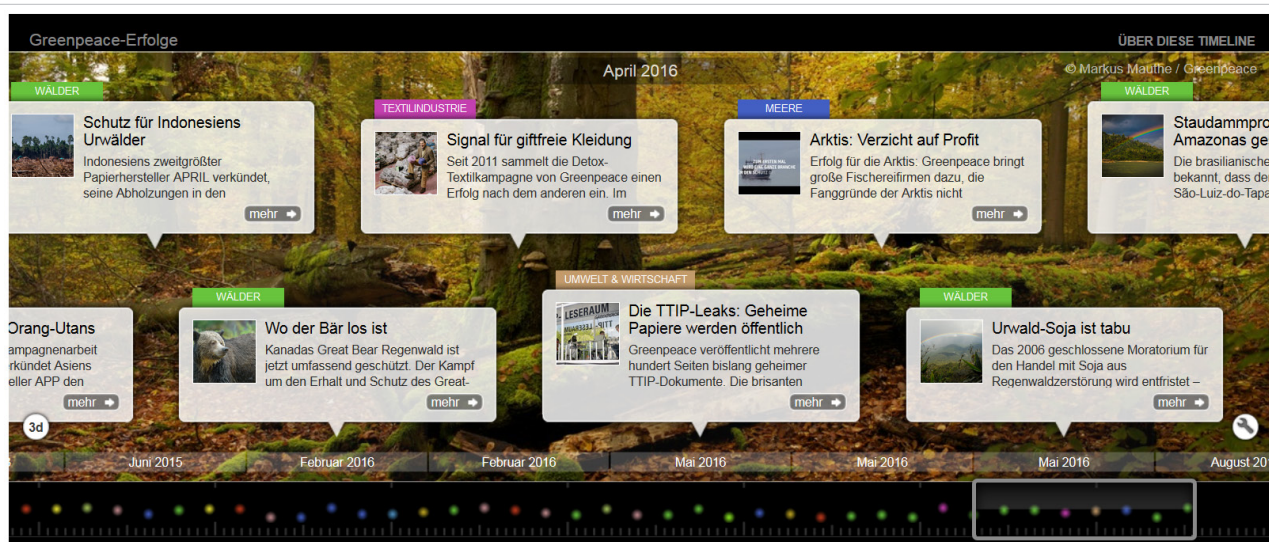 Greenpeace-Erfolge
ÜBER DIESE TIMELINE
April 2016
© Markus Mauthe / Greenpeace
WÄLDER
Schutz für Indonesiens
Urwälder
Indonesiens zweitgrößter
Papierhersteller APRIL verkündet,
seine Abholzungen in den
mehr
TEXTILINDUSTRIE
Signal für giftfreie Kleidung
Seit 2011 sammelt die Detox-
Textilkampagne von Greenpeace einen
Erfolg nach dem anderen ein. Im
mehr
MEERE
Arktis: Verzicht auf Profit
Erfolg für die Arktis: Greenpeace bringt
große Fischereifirmen dazu, die
Fanggründe der Arktis nicht
mehr
WÄLDER
Staudammpro
Amazonas ge
Die brasilianische
bekannt, dass de
São-Luiz-do-Tapa
Orang-Utans
ampagnenarbeit
rkündet Asiens
eller APP den
mehr
WÄLDER
Wo der Bär los ist
Kanadas Great Bear Regenwald ist
jetzt umfassend geschützt. Der Kampf
um den Erhalt und Schutz des Great-
mehr
UMWELT & WIRTSCHAFT
LESERAUM
Die TTIP-Leaks: Geheime
Papiere werden öffentlich
Greenpeace veröffentlicht mehrere
hundert Seiten bislang geheimer
TTIP-Dokumente. Die brisanten
mehr
WÄLDER
Urwald-Soja ist tabu
Das 2006 geschlossene Moratorium für
den Handel mit Soja aus
Regenwaldzerstörung wird entfristet –
mehr
3d
Juni 2015
Februar 2016
Februar 2016
Mai 2016
Mai 2016
Mai 2016
August 20